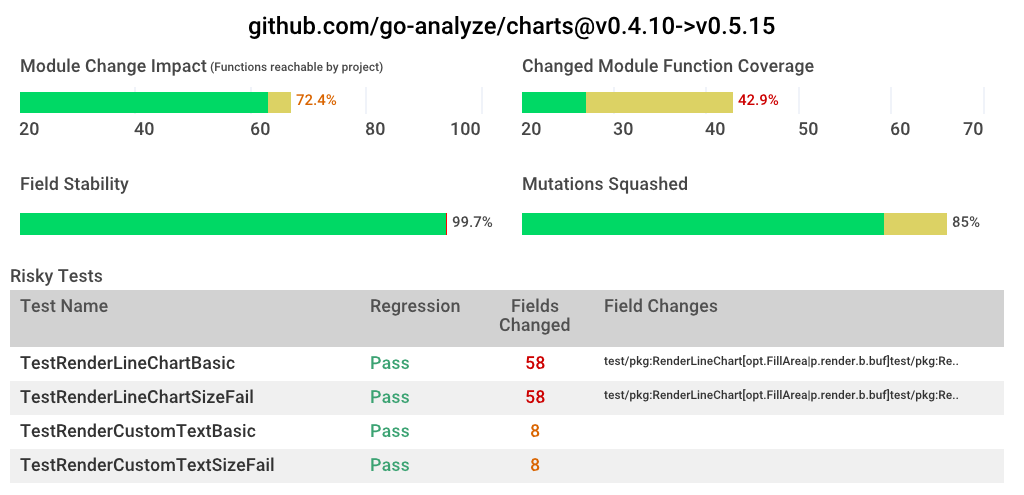 github.com/go-analyze/charts@v0.4.10->v0.5.15
Module Change Impact (Functions reachable by project)
72.4%
20 40 60 80 100
Changed Module Function Coverage
42.9%
20 30 40 50 60 70
Field Stability
99.7%
Mutations Squashed
85%
Risky Tests
Test Name Regression Fields Changed Field Changes
TestRenderLineChartBasic Pass 58 test/pkg:RenderLineChart[opt.FillArea|p.render.b.buf]test/pkg:Re..
TestRenderLineChartSizeFail Pass 58 test/pkg:RenderLineChart[opt.FillArea|p.render.b.buf]test/pkg:Re..
TestRenderCustomTextBasic Pass 8
TestRenderCustomTextSizeFail Pass 8